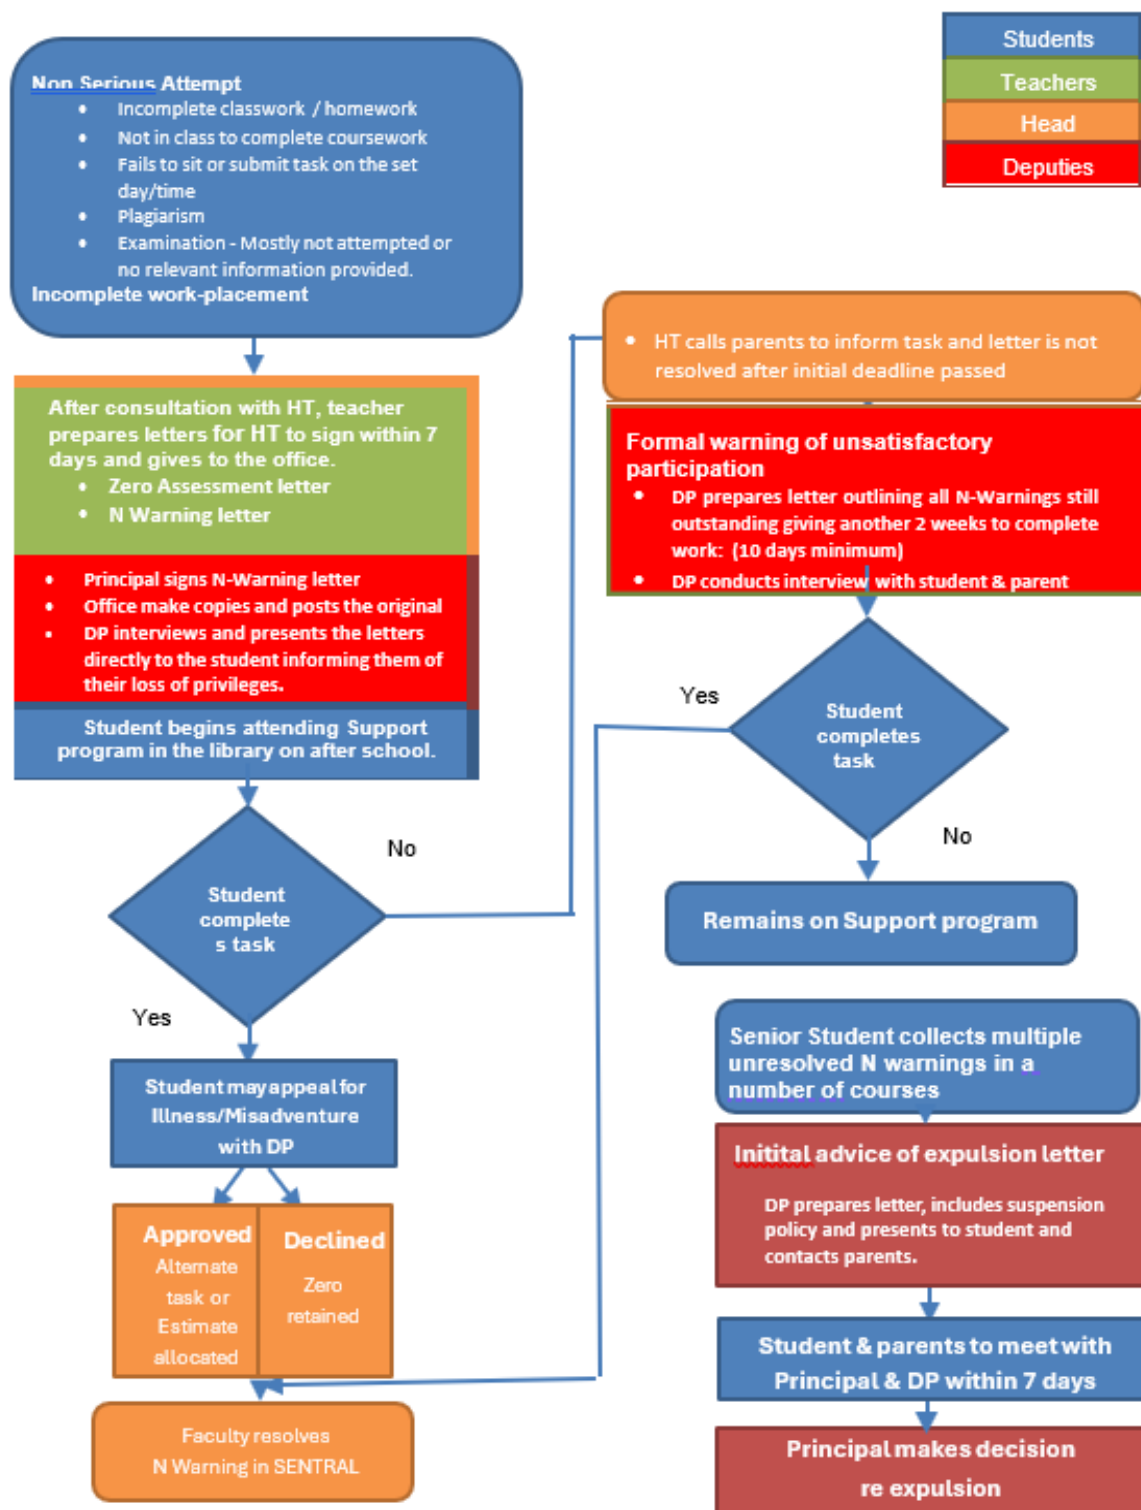 Students
Teachers
Head
Deputies
Non Serious Attempt
• Incomplete classwork / homework
• Not in class to complete coursework
• Fails to sit or submit task on the set
day/time
• Plagiarism
• Examination - Mostly not attempted or
no relevant information provided.
Incomplete work-placement
After consultation with HT, teacher
prepares letters for HT to sign within 7
days and gives to the office.
• Zero Assessment letter
• N Warning letter
• Principal signs N-Warning letter
• Office make copies and posts the original
• DP interviews and presents the letters
directly to the student informing them of
their loss of privileges.
Student begins attending Support
program in the library on after school.
Student
complete
s task
No
Yes
Student may appeal for
Illness/Misadventure
with DP
Approved
Alternate
task or
Estimate
allocated
Declined
Zero
retained
Faculty resolves
N Warning in SENTRAL
• HT calls parents to inform task and letter is not
resolved after initial deadline passed
Formal warning of unsatisfactory
participation
• DP prepares letter outlining all N-Warnings still
outstanding giving another 2 weeks to complete
work: (10 days minimum)
• DP conducts interview with student & parent
Yes
Student
completes
task
No
Remains on Support program
Senior Student collects multiple
unresolved N warnings in a
number of courses
Initital advice of expulsion letter
DP prepares letter, includes suspension
policy and presents to student and
contacts parents.
Student & parents to meet with
Principal & DP within 7 days
Principal makes decision
re expulsion